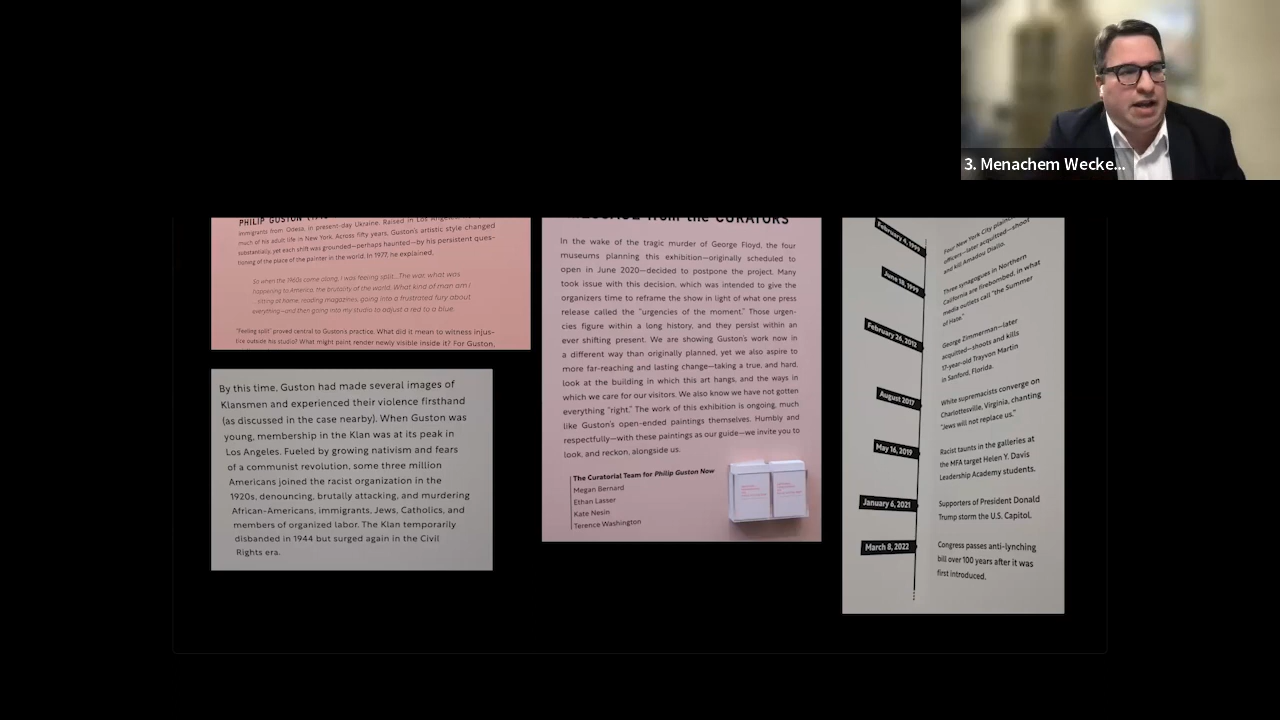 3. Menachem Wecke...
PHILIP GUSTON
immigrants from Odesa, in present-day Ukraine. Raised in Los Angeles,
much of his adult life in New York. Across fifty years, Guston's artistic style changed
substantially, yet each shift was grounded—perhaps haunted—by his persistent ques-
tioning of the place of the painter in the world. In 1977, he explained,
So when the 1960s came along, I was feeling split...The war, what was
happening to America, the brutality of the world. What kind of man am I
...sitting at home, reading magazines, going into a frustrated fury about
everything—and then going into my studio to adjust a red to a blue.
"Feeling split" proved central to Guston's practice. What did it mean to witness injus-
tice outside his studio? What might paint render newly visible inside it? For Guston,
By this time, Guston had made several images of
Klansmen and experienced their violence firsthand
(as discussed in the case nearby). When Guston was
young, membership in the Klan was at its peak in
Los Angeles. Fueled by growing nativism and fears
of a communist revolution, some three million
Americans joined the racist organization in the
1920s, denouncing, brutally attacking, and murdering
African-Americans, immigrants, Jews, Catholics, and
members of organized labor. The Klan temporarily
disbanded in 1944 but surged again in the Civil
Rights era.
from the CURATORS
In the wake of the tragic murder of George Floyd, the four
museums planning this exhibition—originally scheduled to
open in June 2020—decided to postpone the project. Many
took issue with this decision, which was intended to give the
organizers time to reframe the show in light of what one press
release called the "urgencies of the moment." Those urgen-
cies figure within a long history, and they persist within an
ever shifting present. We are showing Guston's work now in
a different way than originally planned, yet we also aspire to
more far-reaching and lasting change—taking a true, and hard,
look at the building in which this art hangs, and the ways in
which we care for our visitors. We also know we have not gotten
everything "right." The work of this exhibition is ongoing, much
like Guston's open-ended paintings themselves. Humbly and
respectfully—with these paintings as our guide—we invite you to
look, and reckon, alongside us.
The Curatorial Team for Philip Guston Now
Megan Bernard
Ethan Lasser
Kate Nesin
Terence Washington
February 4, 1999
Four New York City plainclothes
officers—later acquitted—shoot
and kill Amadou Diallo.
June 18, 1999
Three synagogues in Northern
California are firebombed, in what
media outlets call "the Summer
of Hate."
February 26, 2012
George Zimmerman—later
acquitted—shoots and kills
17-year-old Trayvon Martin
in Sanford, Florida.
August 2017
White supremacists converge on
Charlottesville, Virginia, chanting
"Jews will not replace us."
May 16, 2019
Racist taunts in the galleries at
the MFA target Helen Y. Davis
Leadership Academy students.
January 6, 2021
Supporters of President Donald
Trump storm the U.S. Capitol.
March 8, 2022
Congress passes anti-lynching
bill over 100 years after it was
first introduced.